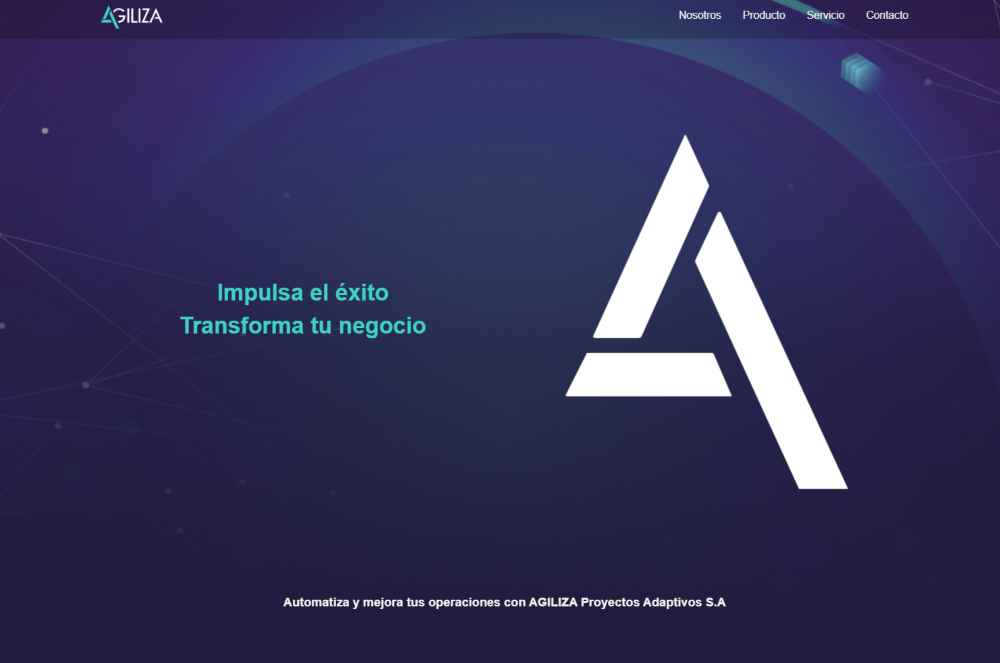 AGILIZA
Nosotros Producto Servicio Contacto
Impulsa el éxito
Transforma tu negocio
Automatiza y mejora tus operaciones con AGILIZA Proyectos Adaptivos S.A